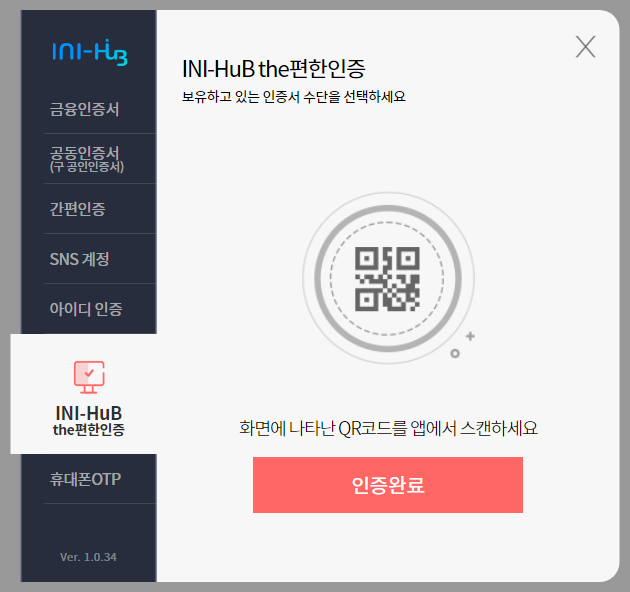 INI-HUB
금융인증서
공동인증서
(구 공인인증서)
간편인증
SNS 계정
아이디 인증
INI-HuB
the편한인증
휴대폰OTP
Ver. 1.0.34
INI-HuB the편한인증
보유하고 있는 인증서 수단을 선택하세요
화면에 나타난 QR코드를 앱에서 스캔하세요
인증완료